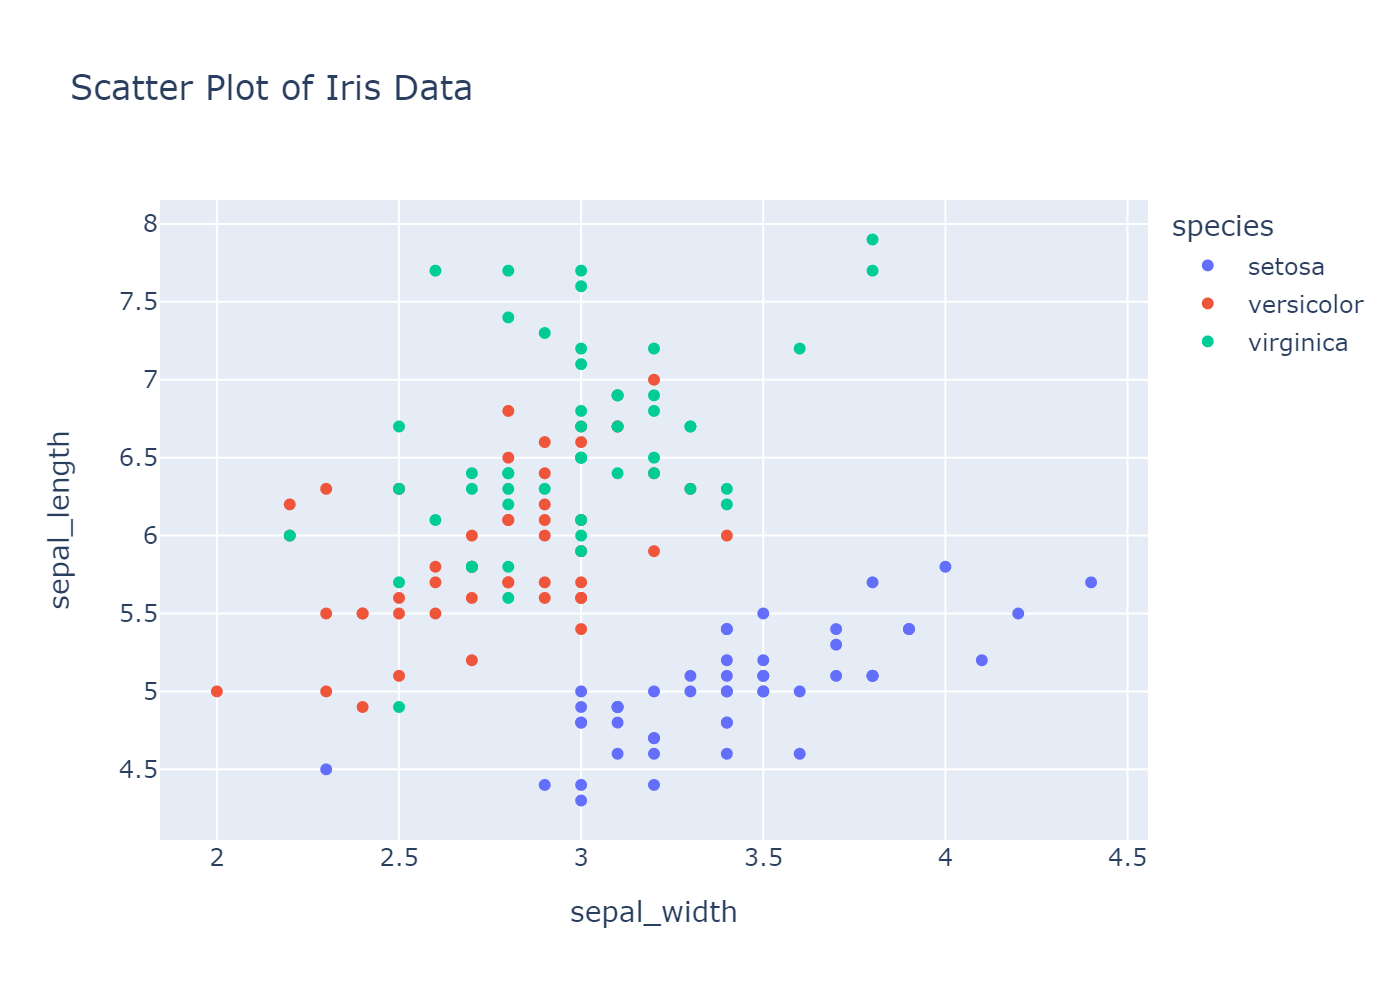 Scatter Plot of Iris Data
8
7.5
7
6.5
6
5.5
5
4.5
sepal_length
2 2.5 3 3.5 4 4.5
sepal_width
species
setosa
versicolor
virginica